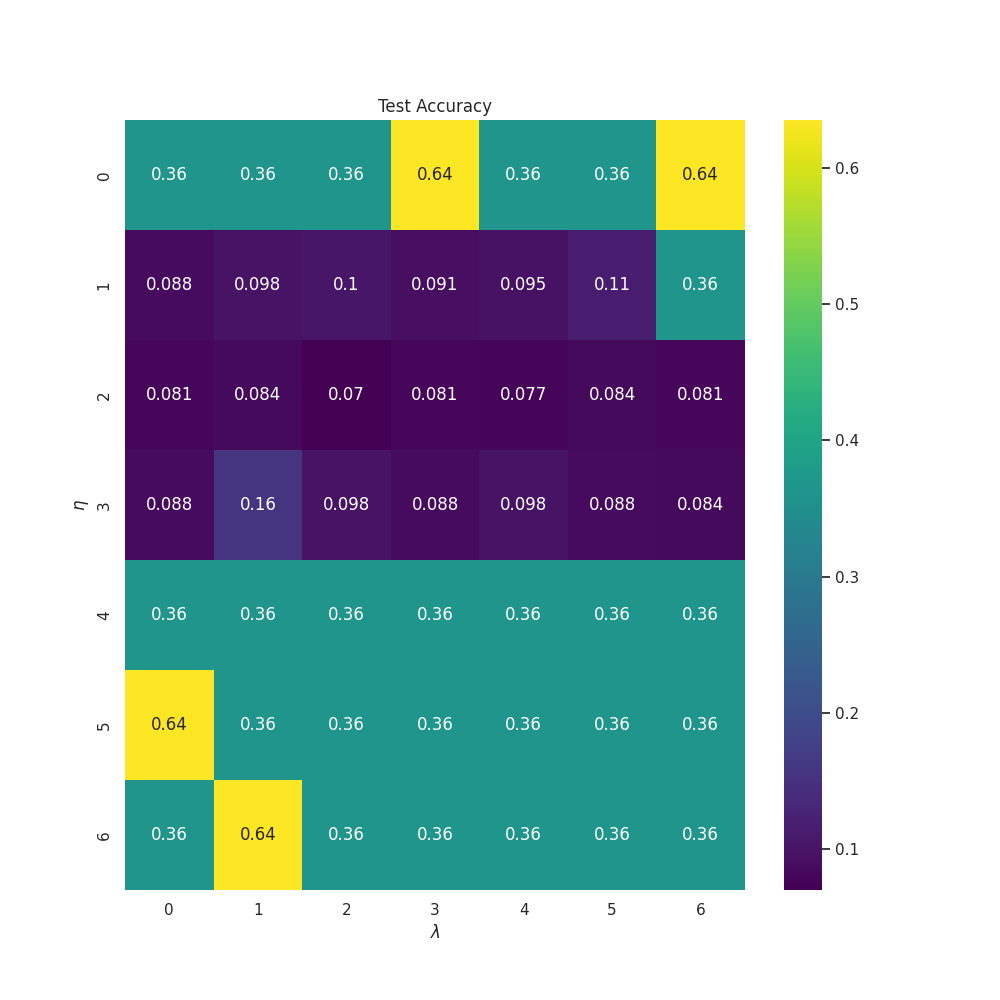 Test Accuracy
0 0.36 0.36 0.36 0.64 0.36 0.36 0.64
1 0.088 0.098 0.1 0.091 0.095 0.11 0.36
2 0.081 0.084 0.07 0.081 0.077 0.084 0.081
η
3 0.088 0.16 0.098 0.088 0.098 0.088 0.084
4 0.36 0.36 0.36 0.36 0.36 0.36 0.36
5 0.64 0.36 0.36 0.36 0.36 0.36 0.36
6 0.36 0.64 0.36 0.36 0.36 0.36 0.36
0 1 2 3 4 5 6
λ
0.6
0.5
0.4
0.3
0.2
0.1